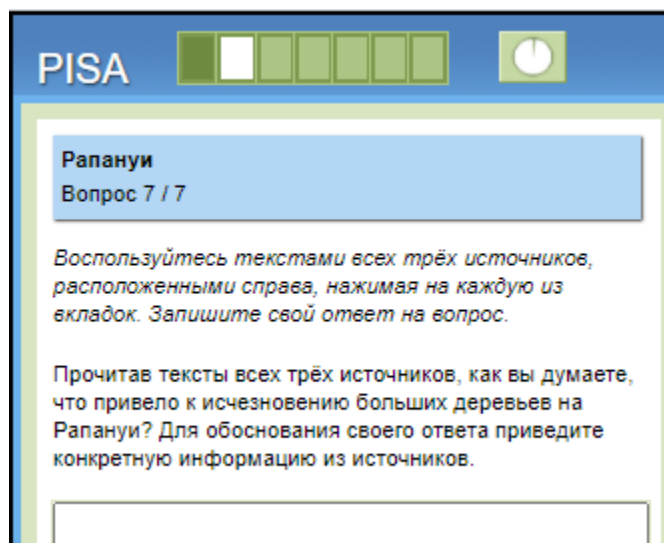 PISA
Рапануи
Вопрос 7 / 7
Воспользуйтесь текстами всех трёх источников,
расположенными справа, нажимая на каждую из
вкладок. Запишите свой ответ на вопрос.
Прочитав тексты всех трёх источников, как вы думаете,
что привело к исчезновению больших деревьев на
Рапануи? Для обоснования своего ответа приведите
конкретную информацию из источников.